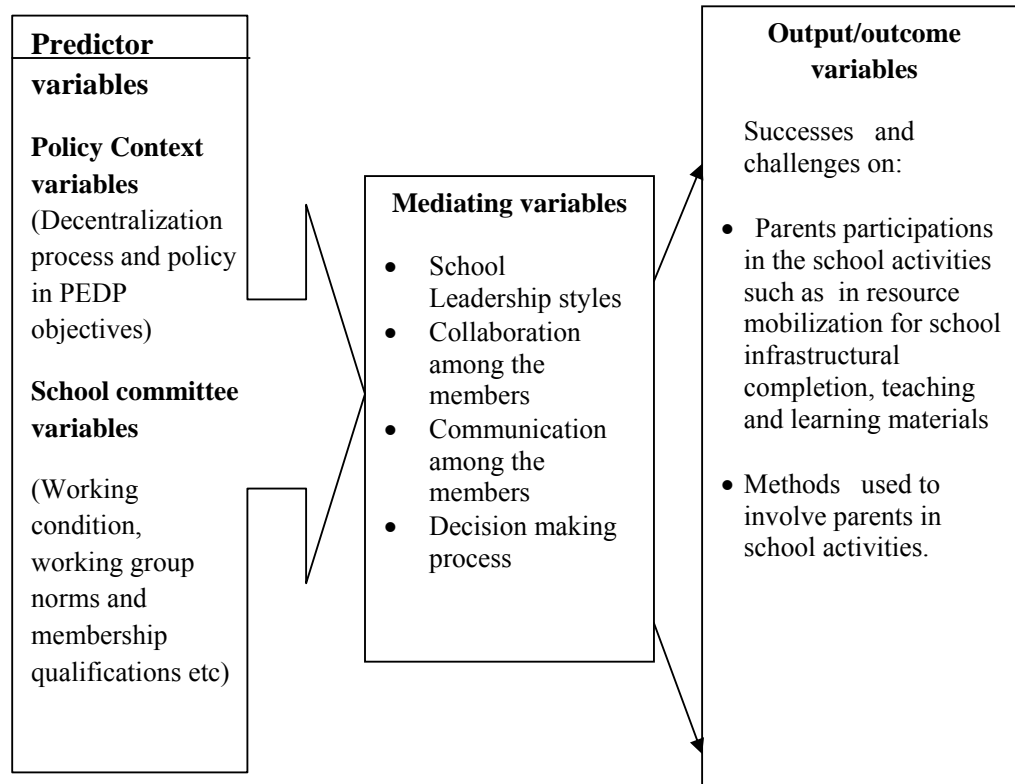 Predictor
variables
Policy Context
variables
(Decentralization
process and policy
in PEDP
objectives)
School committee
variables
(Working
condition,
working group
norms and
membership
qualifications etc)
Mediating variables
• School
Leadership styles
• Collaboration
among the
members
• Communication
among the
members
• Decision making
process
Output/outcome
variables
Successes and
challenges on:
• Parents participations
in the school activities
such as in resource
mobilization for school
infrastructural
completion, teaching
and learning materials
• Methods used to
involve parents in
school activities.